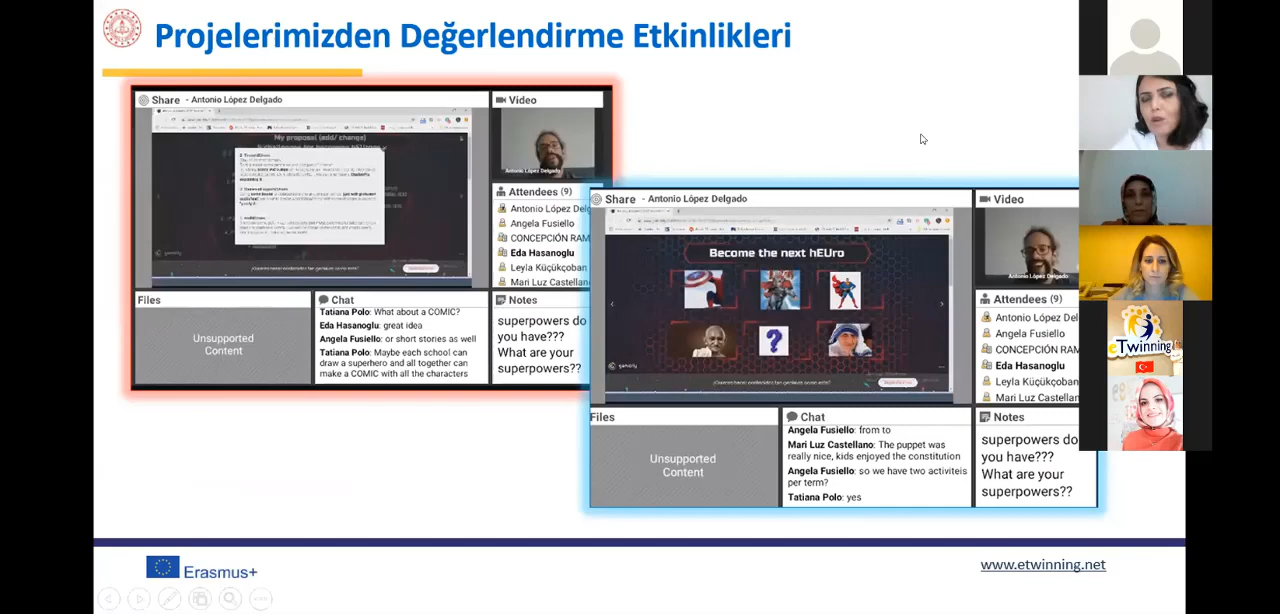 Projelerimizden Değerlendirme Etkinlikleri
Share - Antonio López Delgado
Video
My proposal (add/ change)
Antonio López Delgado
Attendees (9)
Antonio López Delg
Angela Fusiello
CONCEPCIÓN RAM
Eda Hasanoglu
Leyla Küçükçoban
Mari Luz Castellan
Files
Unsupported
Content
Chat
Tatiana Polo: What about a COMIC?
Eda Hasanoglu: great idea
Angela Fusiello: or short stories as well
Tatiana Polo: Maybe each school can
draw a superhero and all together can
make a COMIC with all the characters
Notes
superpowers do
you have???
What are your
superpowers??
Share - Antonio López Delgado
Video
Become the next hEUro
genially
Antonio López Delgado
Attendees (9)
Antonio López Del
Angela Fusiello
CONCEPCIÓN RAM
Eda Hasanoglu
Leyla Küçükçoban
Mari Luz Castellan
Files
Unsupported
Content
Chat
Angela Fusiello: from to
Mari Luz Castellano: The puppet was
really nice, kids enjoyed the constitution
Angela Fusiello: so we have two activiteis
per term?
Tatiana Polo: yes
Notes
superpowers do
you have???
What are your
superpowers??
eTwinning
Erasmus+
www.etwinning.net